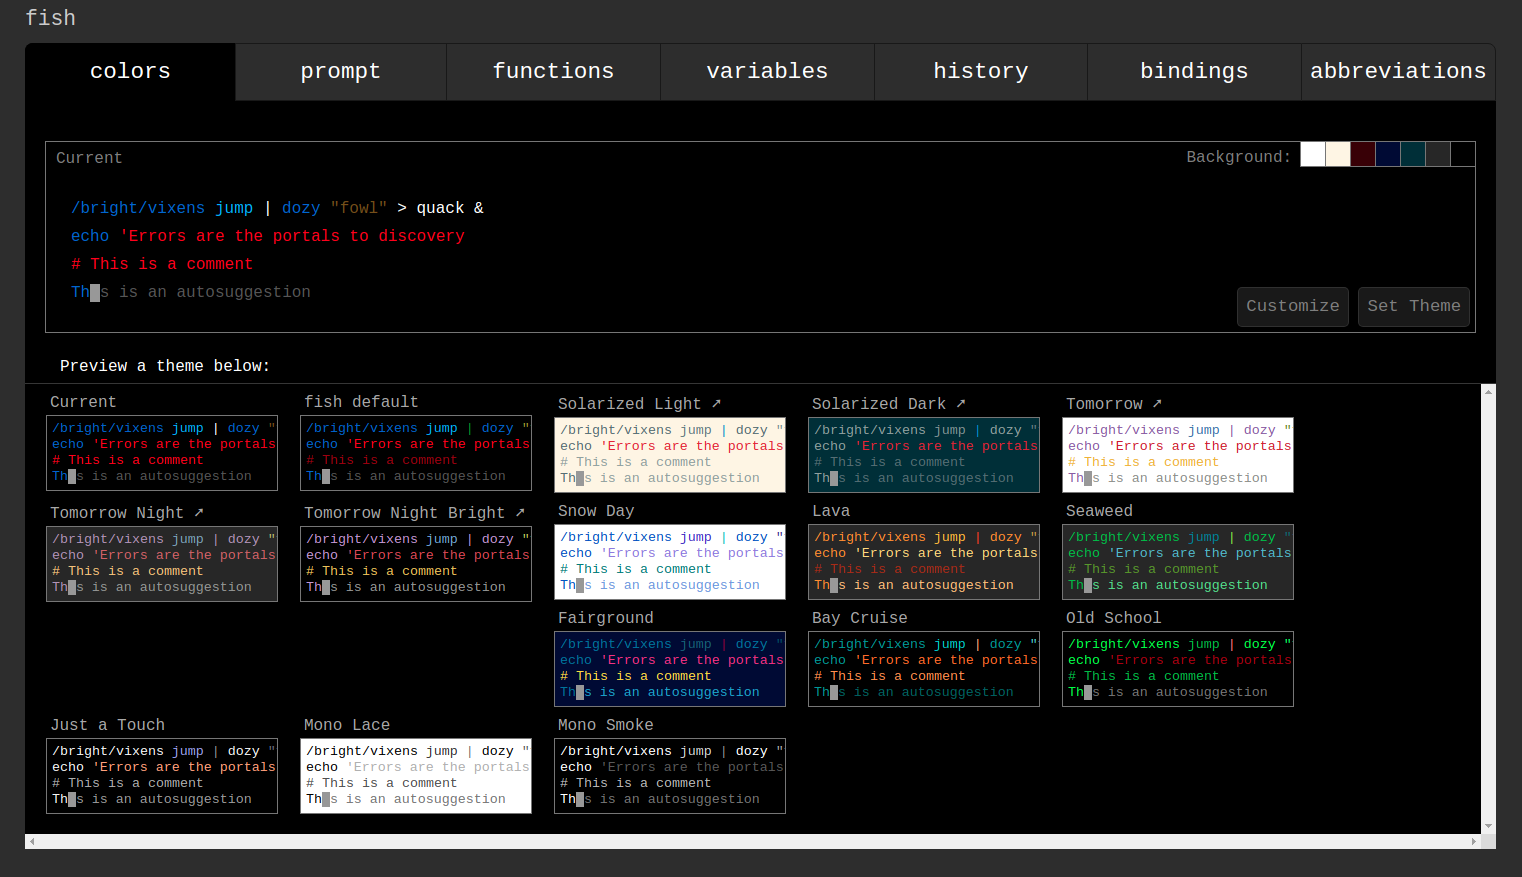 fish
colors prompt functions variables history bindings abbreviations
Current Background:
/bright/vixens jump | dozy "fowl" > quack &
echo 'Errors are the portals to discovery
# This is a comment
Th s is an autosuggestion
Customize Set Theme
Preview a theme below:
Current
/bright/vixens jump | dozy "
echo 'Errors are the portals
# This is a comment
Th s is an autosuggestion
fish default
/bright/vixens jump | dozy "
echo 'Errors are the portals
# This is a comment
Th s is an autosuggestion
Solarized Light ➚
/bright/vixens jump | dozy "
echo 'Errors are the portals
# This is a comment
Th s is an autosuggestion
Solarized Dark ➚
/bright/vixens jump | dozy "
echo 'Errors are the portals
# This is a comment
Th s is an autosuggestion
Tomorrow ➚
/bright/vixens jump | dozy "
echo 'Errors are the portals
# This is a comment
Th s is an autosuggestion
Tomorrow Night ➚
/bright/vixens jump | dozy "
echo 'Errors are the portals
# This is a comment
Th s is an autosuggestion
Tomorrow Night Bright ➚
/bright/vixens jump | dozy "
echo 'Errors are the portals
# This is a comment
Th s is an autosuggestion
Snow Day
/bright/vixens jump | dozy "
echo 'Errors are the portals
# This is a comment
Th s is an autosuggestion
Lava
/bright/vixens jump | dozy "
echo 'Errors are the portals
# This is a comment
Th s is an autosuggestion
Seaweed
/bright/vixens jump | dozy "
echo 'Errors are the portals
# This is a comment
Th s is an autosuggestion
Fairground
/bright/vixens jump | dozy "
echo 'Errors are the portals
# This is a comment
Th s is an autosuggestion
Bay Cruise
/bright/vixens jump | dozy "
echo 'Errors are the portals
# This is a comment
Th s is an autosuggestion
Old School
/bright/vixens jump | dozy "
echo 'Errors are the portals
# This is a comment
Th s is an autosuggestion
Just a Touch
/bright/vixens jump | dozy "
echo 'Errors are the portals
# This is a comment
Th s is an autosuggestion
Mono Lace
/bright/vixens jump | dozy "
echo 'Errors are the portals
# This is a comment
Th s is an autosuggestion
Mono Smoke
/bright/vixens jump | dozy "
echo 'Errors are the portals
# This is a comment
Th s is an autosuggestion